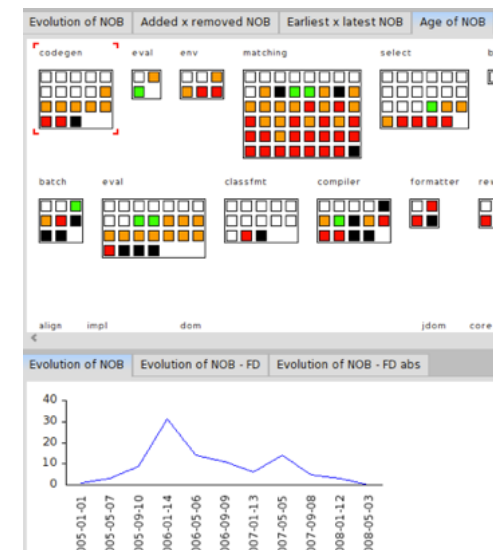 Evolution of NOB Added x removed NOB Earliest x latest NOB Age of NOB
codegen eval env matching select
batch eval classfmt compiler formatter
align impl dom jdom core
Evolution of NOB Evolution of NOB - FD Evolution of NOB - FD abs
40
30
20
10
0
005-01-01 005-05-07 005-09-10 006-01-14 006-05-06 006-09-09 007-01-13 007-05-05 007-09-08 008-01-12 008-05-03